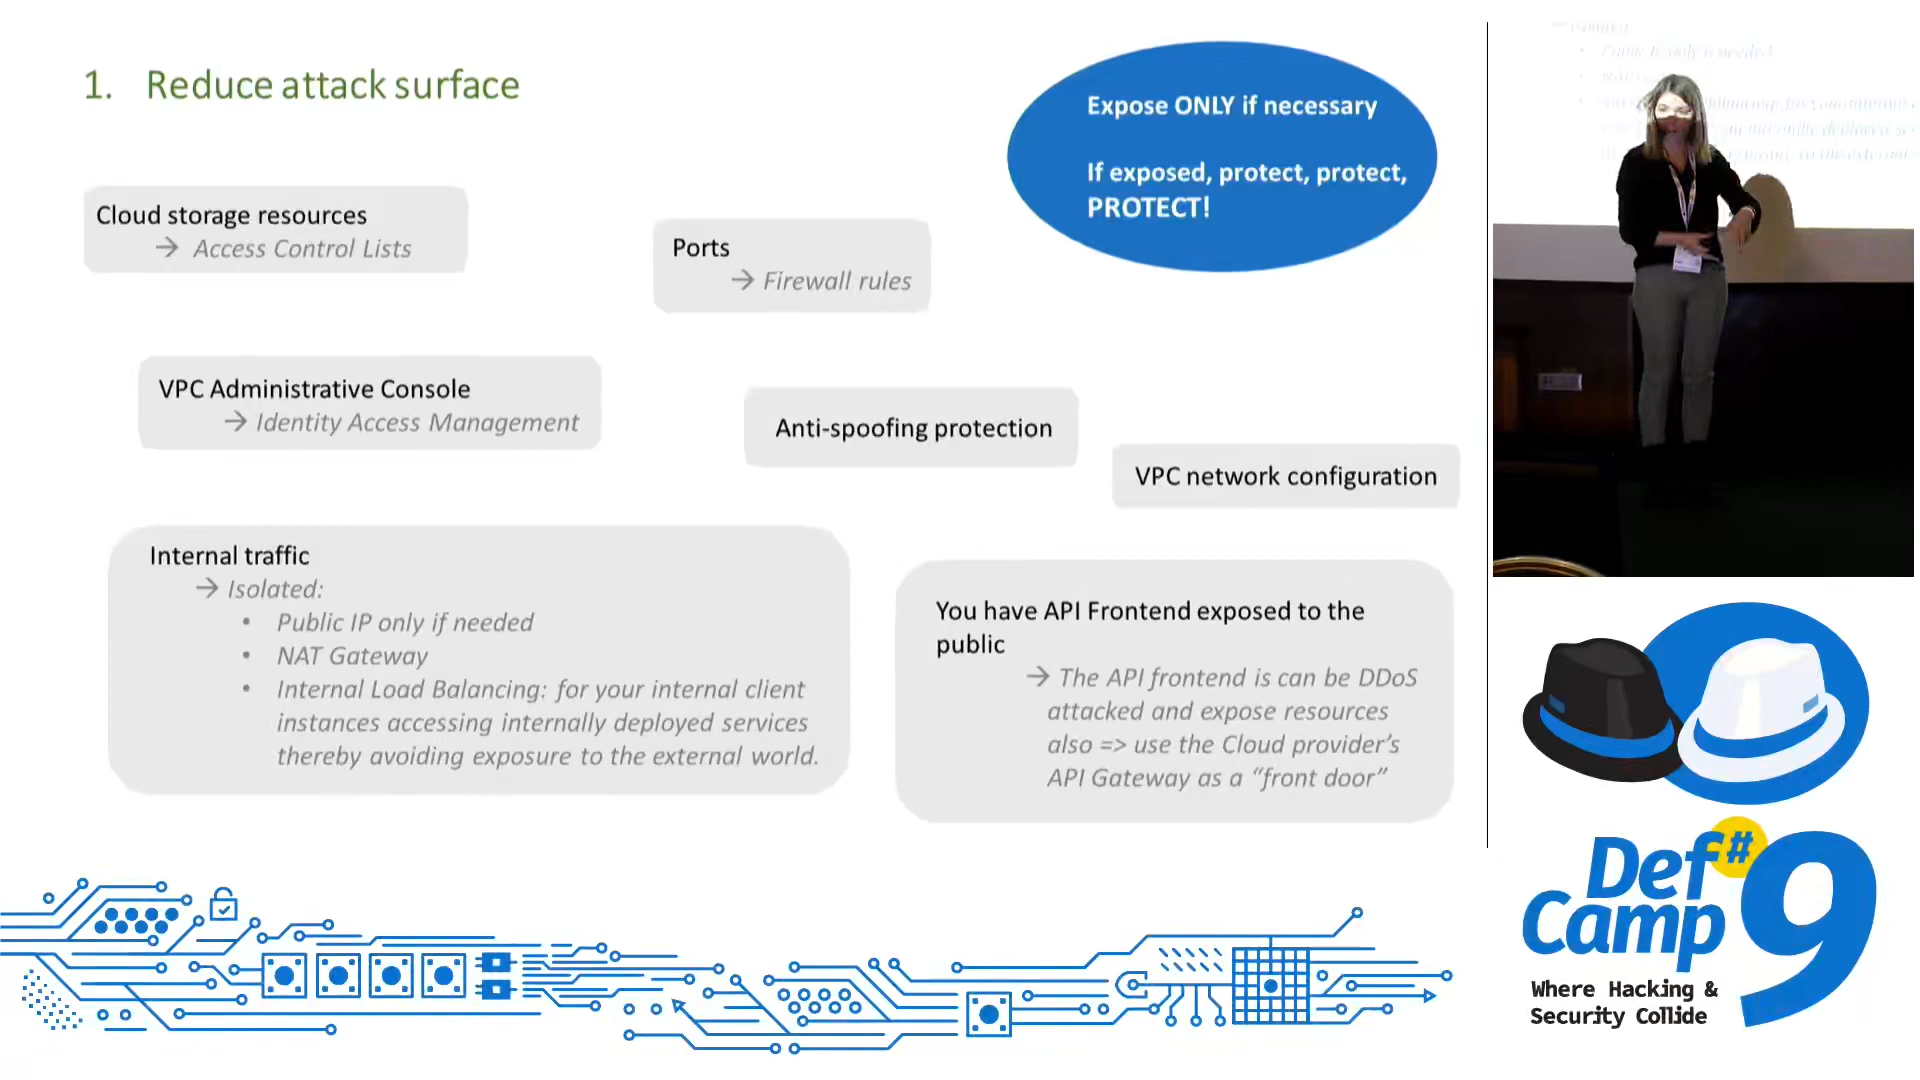 1. Reduce attack surface
Expose ONLY if necessary
If exposed, protect, protect,
PROTECT!
Cloud storage resources
→ Access Control Lists
Ports
→ Firewall rules
VPC Administrative Console
→ Identity Access Management
Anti-spoofing protection
VPC network configuration
Internal traffic
→ Isolated:
• Public IP only if needed
• NAT Gateway
• Internal Load Balancing: for your internal client
instances accessing internally deployed services
thereby avoiding exposure to the external world.
You have API Frontend exposed to the
public
→ The API frontend is can be DDoS
attacked and expose resources
also => use the Cloud provider's
API Gateway as a "front door"
Public IP only if needed
Def#
Camp 9
Where Hacking &
Security Collide